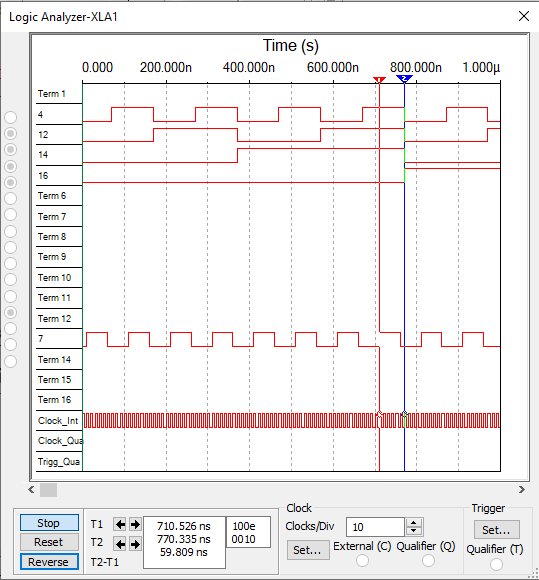 Logic Analyzer-XLA1
Time (s)
0.000 200.000n 400.000n 600.000n 800.000n 1.000µ
1 2
Term 1
4
12
14
16
Term 6
Term 7
Term 8
Term 9
Term 10
Term 11
Term 12
7
Term 14
Term 15
Term 16
Clock_Int
Clock_Qua
Trigg_Qua
Stop
Reset
Reverse
T1 710.526 ns 100e
T2 770.335 ns 0010
T2-T1 59.809 ns
Clock
Clocks/Div 10
Set...
External (C) Qualifier (Q)
Trigger
Set...
Qualifier (T)